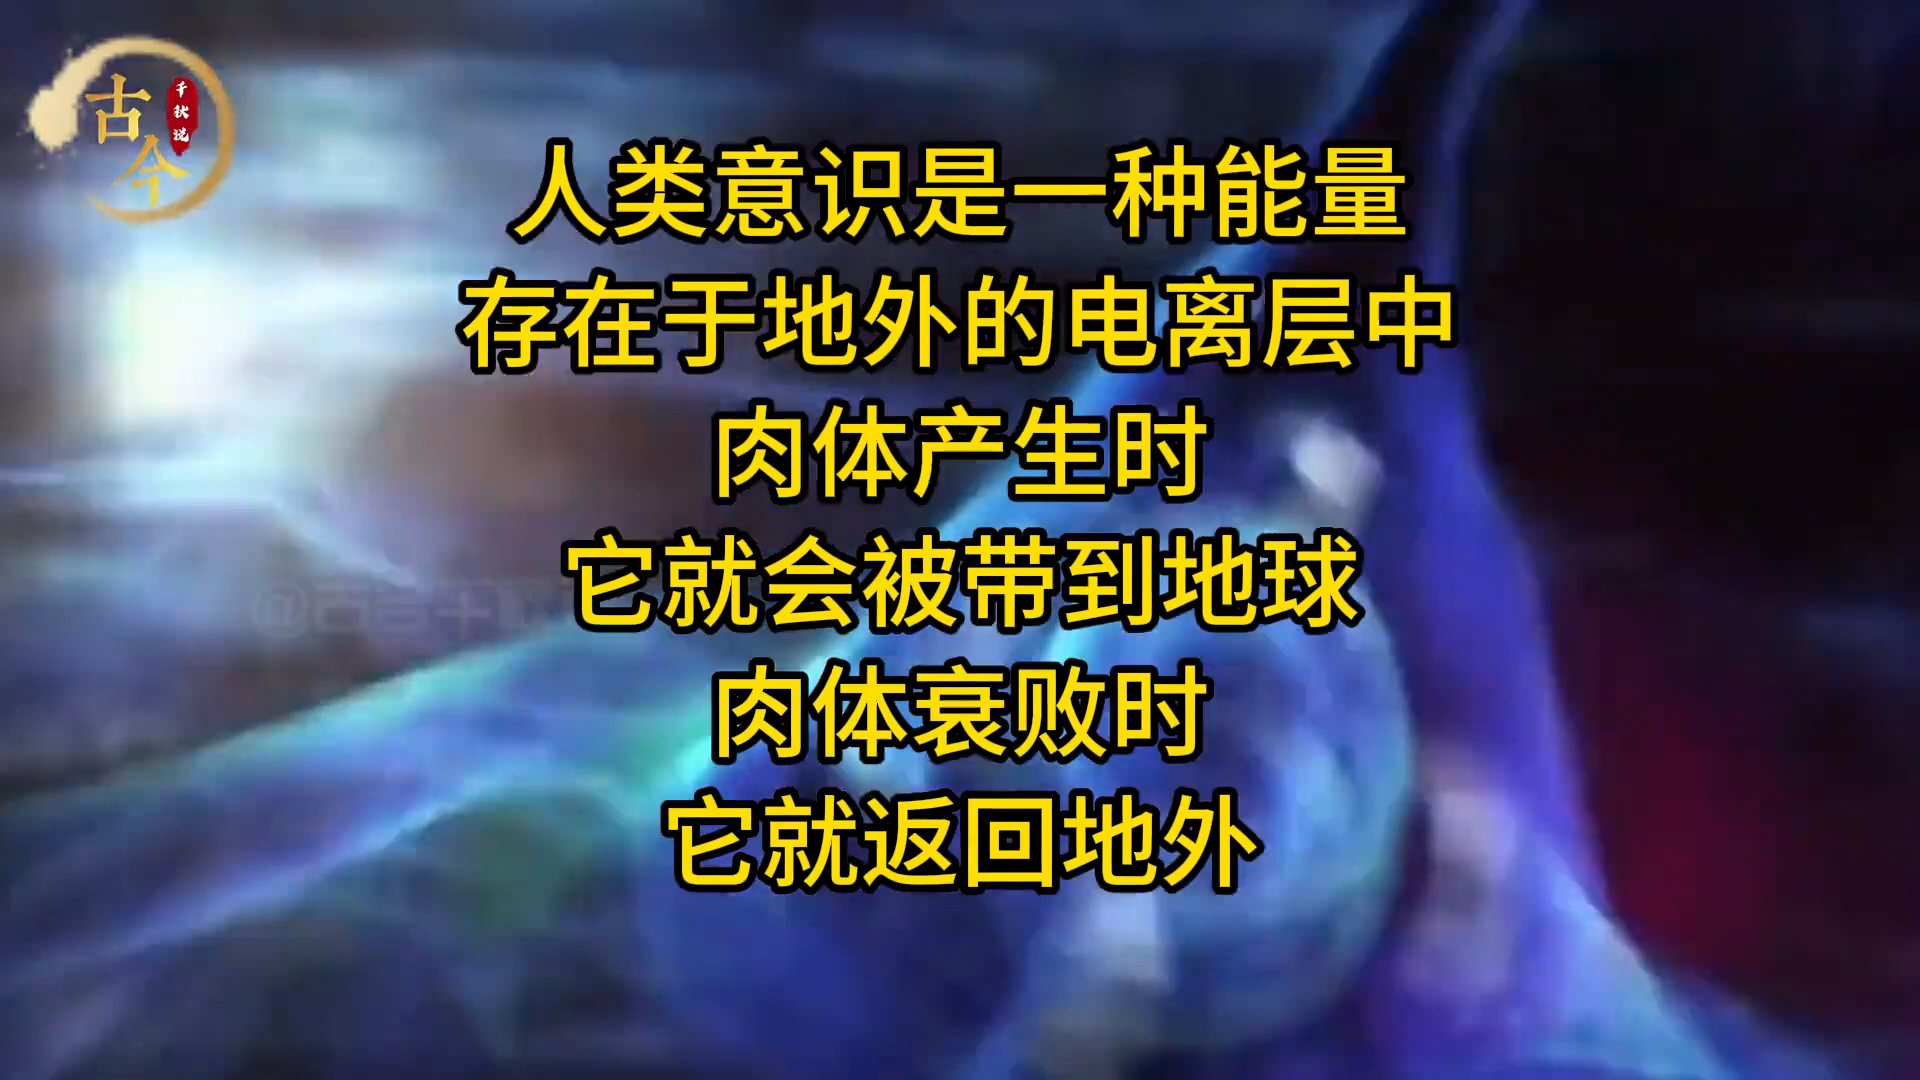 古今
千秋说
人类意识是一种能量
存在于地外的电离层中
肉体产生时
它就会被带到地球
肉体衰败时
它就返回地外